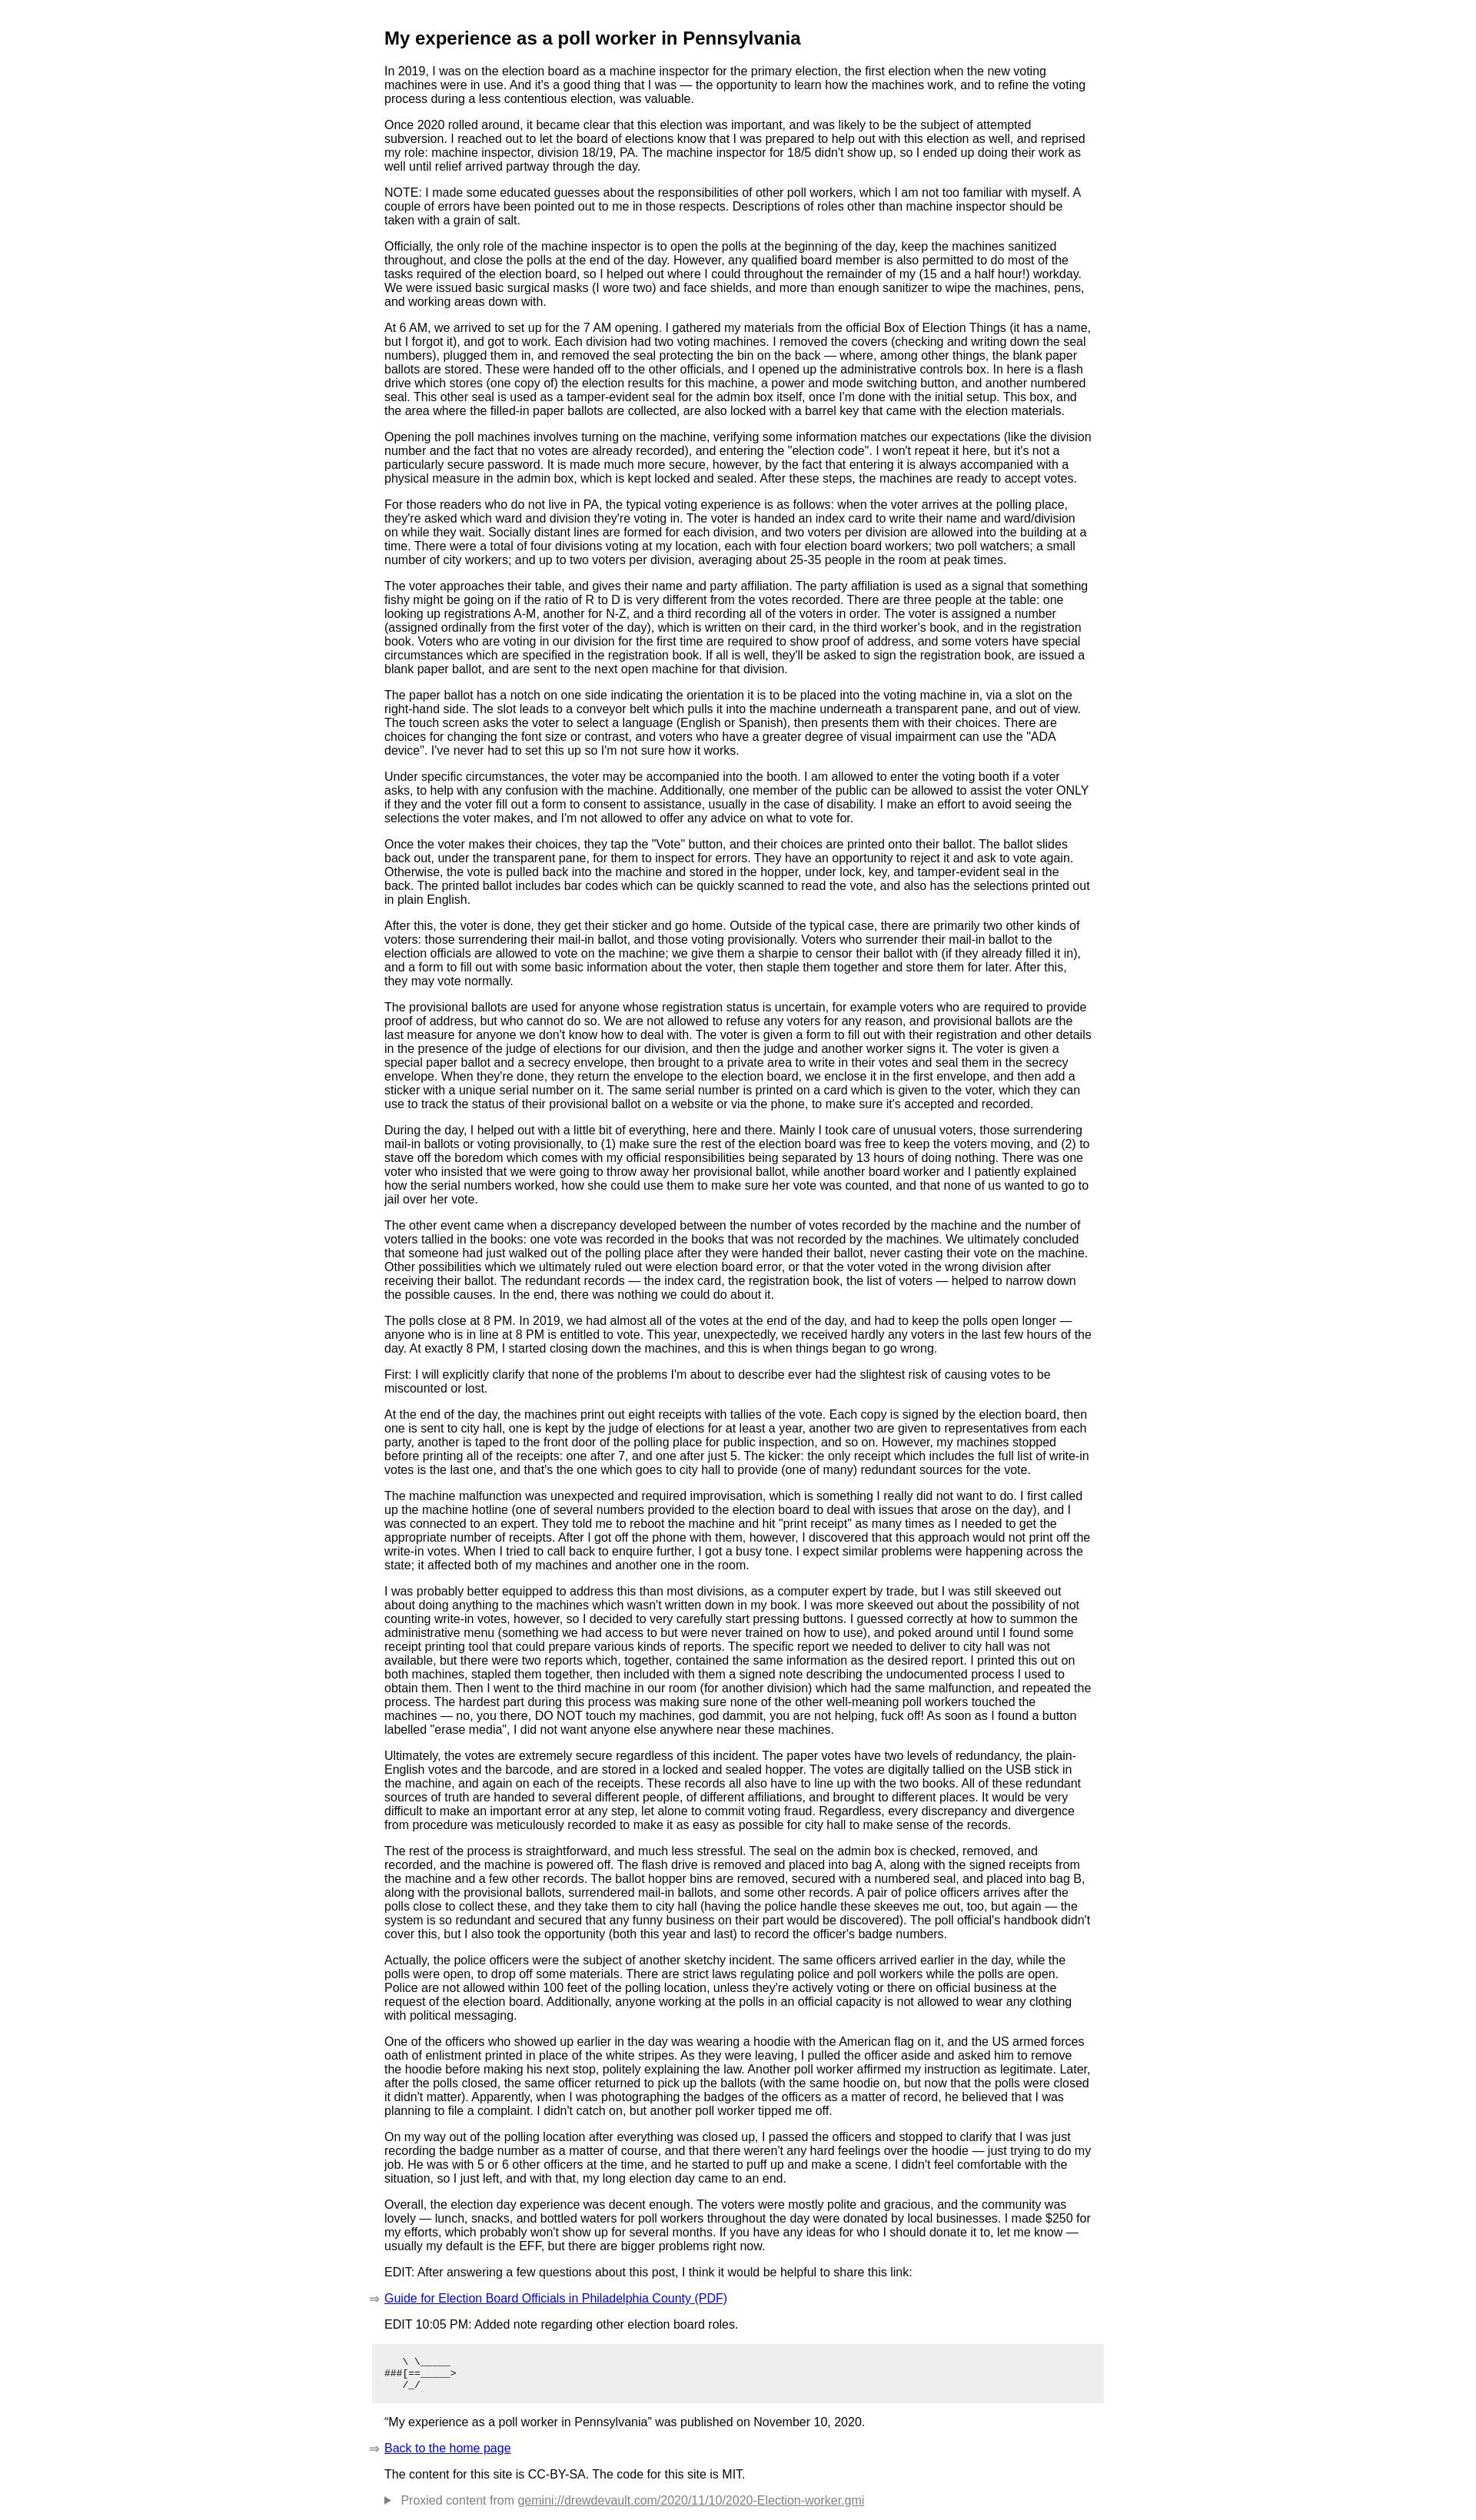 My experience as a poll worker in Pennsylvania
In 2019, I was on the election board as a machine inspector for the primary election, the first election when the new voting
machines were in use. And it's a good thing that I was — the opportunity to learn how the machines work, and to refine the voting
process during a less contentious election, was valuable.
Once 2020 rolled around, it became clear that this election was important, and was likely to be the subject of attempted
subversion. I reached out to let the board of elections know that I was prepared to help out with this election as well, and reprised
my role: machine inspector, division 18/19, PA. The machine inspector for 18/5 didn't show up, so I ended up doing their work as
well until relief arrived partway through the day.
NOTE: I made some educated guesses about the responsibilities of other poll workers, which I am not too familiar with myself. A
couple of errors have been pointed out to me in those respects. Descriptions of roles other than machine inspector should be
taken with a grain of salt.
Officially, the only role of the machine inspector is to open the polls at the beginning of the day, keep the machines sanitized
throughout, and close the polls at the end of the day. However, any qualified board member is also permitted to do most of the
tasks required of the election board, so I helped out where I could throughout the remainder of my (15 and a half hour!) workday.
We were issued basic surgical masks (I wore two) and face shields, and more than enough sanitizer to wipe the machines, pens,
and working areas down with.
At 6 AM, we arrived to set up for the 7 AM opening. I gathered my materials from the official Box of Election Things (it has a name,
but I forgot it), and got to work. Each division had two voting machines. I removed the covers (checking and writing down the seal
numbers), plugged them in, and removed the seal protecting the bin on the back — where, among other things, the blank paper
ballots are stored. These were handed off to the other officials, and I opened up the administrative controls box. In here is a flash
drive which stores (one copy of) the election results for this machine, a power and mode switching button, and another numbered
seal. This other seal is used as a tamper-evident seal for the admin box itself, once I'm done with the initial setup. This box, and
the area where the filled-in paper ballots are collected, are also locked with a barrel key that came with the election materials.
Opening the poll machines involves turning on the machine, verifying some information matches our expectations (like the division
number and the fact that no votes are already recorded), and entering the "election code". I won't repeat it here, but it's not a
particularly secure password. It is made much more secure, however, by the fact that entering it is always accompanied with a
physical measure in the admin box, which is kept locked and sealed. After these steps, the machines are ready to accept votes.
For those readers who do not live in PA, the typical voting experience is as follows: when the voter arrives at the polling place,
they're asked which ward and division they're voting in. The voter is handed an index card to write their name and ward/division
on while they wait. Socially distant lines are formed for each division, and two voters per division are allowed into the building at a
time. There were a total of four divisions voting at my location, each with four election board workers; two poll watchers; a small
number of city workers; and up to two voters per division, averaging about 25-35 people in the room at peak times.
The voter approaches their table, and gives their name and party affiliation. The party affiliation is used as a signal that something
fishy might be going on if the ratio of R to D is very different from the votes recorded. There are three people at the table: one
looking up registrations A-M, another for N-Z, and a third recording all of the voters in order. The voter is assigned a number
(assigned ordinally from the first voter of the day), which is written on their card, in the third worker's book, and in the registration
book. Voters who are voting in our division for the first time are required to show proof of address, and some voters have special
circumstances which are specified in the registration book. If all is well, they'll be asked to sign the registration book, are issued a
blank paper ballot, and are sent to the next open machine for that division.
The paper ballot has a notch on one side indicating the orientation it is to be placed into the voting machine in, via a slot on the
right-hand side. The slot leads to a conveyor belt which pulls it into the machine underneath a transparent pane, and out of view.
The touch screen asks the voter to select a language (English or Spanish), then presents them with their choices. There are
choices for changing the font size or contrast, and voters who have a greater degree of visual impairment can use the "ADA
device". I've never had to set this up so I'm not sure how it works.
Under specific circumstances, the voter may be accompanied into the booth. I am allowed to enter the voting booth if a voter
asks, to help with any confusion with the machine. Additionally, one member of the public can be allowed to assist the voter ONLY
if they and the voter fill out a form to consent to assistance, usually in the case of disability. I make an effort to avoid seeing the
selections the voter makes, and I'm not allowed to offer any advice on what to vote for.
Once the voter makes their choices, they tap the "Vote" button, and their choices are printed onto their ballot. The ballot slides
back out, under the transparent pane, for them to inspect for errors. They have an opportunity to reject it and ask to vote again.
Otherwise, the vote is pulled back into the machine and stored in the hopper, under lock, key, and tamper-evident seal in the
back. The printed ballot includes bar codes which can be quickly scanned to read the vote, and also has the selections printed out
in plain English.
After this, the voter is done, they get their sticker and go home. Outside of the typical case, there are primarily two other kinds of
voters: those surrendering their mail-in ballot, and those voting provisionally. Voters who surrender their mail-in ballot to the
election officials are allowed to vote on the machine; we give them a sharpie to censor their ballot with (if they already filled it in),
and a form to fill out with some basic information about the voter, then staple them together and store them for later. After this,
they may vote normally.
The provisional ballots are used for anyone whose registration status is uncertain, for example voters who are required to provide
proof of address, but who cannot do so. We are not allowed to refuse any voters for any reason, and provisional ballots are the
last measure for anyone we don't know how to deal with. The voter is given a form to fill out with their registration and other details
in the presence of the judge of elections for our division, and then the judge and another worker signs it. The voter is given a
special paper ballot and a secrecy envelope, then brought to a private area to write in their votes and seal them in the secrecy
envelope. When they're done, they return the envelope to the election board, we enclose it in the first envelope, and then add a
sticker with a unique serial number on it. The same serial number is printed on a card which is given to the voter, which they can
use to track the status of their provisional ballot on a website or via the phone, to make sure it's accepted and recorded.
During the day, I helped out with a little bit of everything, here and there. Mainly I took care of unusual voters, those surrendering
mail-in ballots or voting provisionally, to (1) make sure the rest of the election board was free to keep the voters moving, and (2) to
stave off the boredom which comes with my official responsibilities being separated by 13 hours of doing nothing. There was one
voter who insisted that we were going to throw away her provisional ballot, while another board worker and I patiently explained
how the serial numbers worked, how she could use them to make sure her vote was counted, and that none of us wanted to go to
jail over her vote.
The other event came when a discrepancy developed between the number of votes recorded by the machine and the number of
voters tallied in the books: one vote was recorded in the books that was not recorded by the machines. We ultimately concluded
that someone had just walked out of the polling place after they were handed their ballot, never casting their vote on the machine.
Other possibilities which we ultimately ruled out were election board error, or that the voter voted in the wrong division after
receiving their ballot. The redundant records — the index card, the registration book, the list of voters — helped to narrow down
the possible causes. In the end, there was nothing we could do about it.
The polls close at 8 PM. In 2019, we had almost all of the votes at the end of the day, and had to keep the polls open longer —
anyone who is in line at 8 PM is entitled to vote. This year, unexpectedly, we received hardly any voters in the last few hours of the
day. At exactly 8 PM, I started closing down the machines, and this is when things began to go wrong.
First: I will explicitly clarify that none of the problems I'm about to describe ever had the slightest risk of causing votes to be
miscounted or lost.
At the end of the day, the machines print out eight receipts with tallies of the vote. Each copy is signed by the election board, then
one is sent to city hall, one is kept by the judge of elections for at least a year, another two are given to representatives from each
party, another is taped to the front door of the polling place for public inspection, and so on. However, my machines stopped
before printing all of the receipts: one after 7, and one after just 5. The kicker: the only receipt which includes the full list of write-in
votes is the last one, and that's the one which goes to city hall to provide (one of many) redundant sources for the vote.
The machine malfunction was unexpected and required improvisation, which is something I really did not want to do. I first called
up the machine hotline (one of several numbers provided to the election board to deal with issues that arose on the day), and I
was connected to an expert. They told me to reboot the machine and hit "print receipt" as many times as I needed to get the
appropriate number of receipts. After I got off the phone with them, however, I discovered that this approach would not print off the
write-in votes. When I tried to call back to enquire further, I got a busy tone. I expect similar problems were happening across the
state; it affected both of my machines and another one in the room.
I was probably better equipped to address this than most divisions, as a computer expert by trade, but I was still skeeved out
about doing anything to the machines which wasn't written down in my book. I was more skeeved out about the possibility of not
counting write-in votes, however, so I decided to very carefully start pressing buttons. I guessed correctly at how to summon the
administrative menu (something we had access to but were never trained on how to use), and poked around until I found some
receipt printing tool that could prepare various kinds of reports. The specific report we needed to deliver to city hall was not
available, but there were two reports which, together, contained the same information as the desired report. I printed this out on
both machines, stapled them together, then included with them a signed note describing the undocumented process I used to
obtain them. Then I went to the third machine in our room (for another division) which had the same malfunction, and repeated the
process. The hardest part during this process was making sure none of the other well-meaning poll workers touched the
machines — no, you there, DO NOT touch my machines, god dammit, you are not helping, fuck off! As soon as I found a button
labelled "erase media", I did not want anyone else anywhere near these machines.
Ultimately, the votes are extremely secure regardless of this incident. The paper votes have two levels of redundancy, the plain-
English votes and the barcode, and are stored in a locked and sealed hopper. The votes are digitally tallied on the USB stick in
the machine, and again on each of the receipts. These records all also have to line up with the two books. All of these redundant
sources of truth are handed to several different people, of different affiliations, and brought to different places. It would be very
difficult to make an important error at any step, let alone to commit voting fraud. Regardless, every discrepancy and divergence
from procedure was meticulously recorded to make it as easy as possible for city hall to make sense of the records.
The rest of the process is straightforward, and much less stressful. The seal on the admin box is checked, removed, and
recorded, and the machine is powered off. The flash drive is removed and placed into bag A, along with the signed receipts from
the machine and a few other records. The ballot hopper bins are removed, secured with a numbered seal, and placed into bag B,
along with the provisional ballots, surrendered mail-in ballots, and some other records. A pair of police officers arrives after the
polls close to collect these, and they take them to city hall (having the police handle these skeeves me out, too, but again — the
system is so redundant and secured that any funny business on their part would be discovered). The poll official's handbook didn't
cover this, but I also took the opportunity (both this year and last) to record the officer's badge numbers.
Actually, the police officers were the subject of another sketchy incident. The same officers arrived earlier in the day, while the
polls were open, to drop off some materials. There are strict laws regulating police and poll workers while the polls are open.
Police are not allowed within 100 feet of the polling location, unless they're actively voting or there on official business at the
request of the election board. Additionally, anyone working at the polls in an official capacity is not allowed to wear any clothing
with political messaging.
One of the officers who showed up earlier in the day was wearing a hoodie with the American flag on it, and the US armed forces
oath of enlistment printed in place of the white stripes. As they were leaving, I pulled the officer aside and asked him to remove
the hoodie before making his next stop, politely explaining the law. Another poll worker affirmed my instruction as legitimate. Later,
after the polls closed, the same officer returned to pick up the ballots (with the same hoodie on, but now that the polls were closed
it didn't matter). Apparently, when I was photographing the badges of the officers as a matter of record, he believed that I was
planning to file a complaint. I didn't catch on, but another poll worker tipped me off.
On my way out of the polling location after everything was closed up, I passed the officers and stopped to clarify that I was just
recording the badge number as a matter of course, and that there weren't any hard feelings over the hoodie — just trying to do my
job. He was with 5 or 6 other officers at the time, and he started to puff up and make a scene. I didn't feel comfortable with the
situation, so I just left, and with that, my long election day came to an end.
Overall, the election day experience was decent enough. The voters were mostly polite and gracious, and the community was
lovely — lunch, snacks, and bottled waters for poll workers throughout the day were donated by local businesses. I made $250 for
my efforts, which probably won't show up for several months. If you have any ideas for who I should donate it to, let me know —
usually my default is the EFF, but there are bigger problems right now.
EDIT: After answering a few questions about this post, I think it would be helpful to share this link:
⇒ Guide for Election Board Officials in Philadelphia County (PDF)
EDIT 10:05 PM: Added note regarding other election board roles.
   \ \_____
###[==_____>
   /_/
“My experience as a poll worker in Pennsylvania” was published on November 10, 2020.
⇒ Back to the home page
The content for this site is CC-BY-SA. The code for this site is MIT.
▶ Proxied content from gemini://drewdevault.com/2020/11/10/2020-Election-worker.gmi